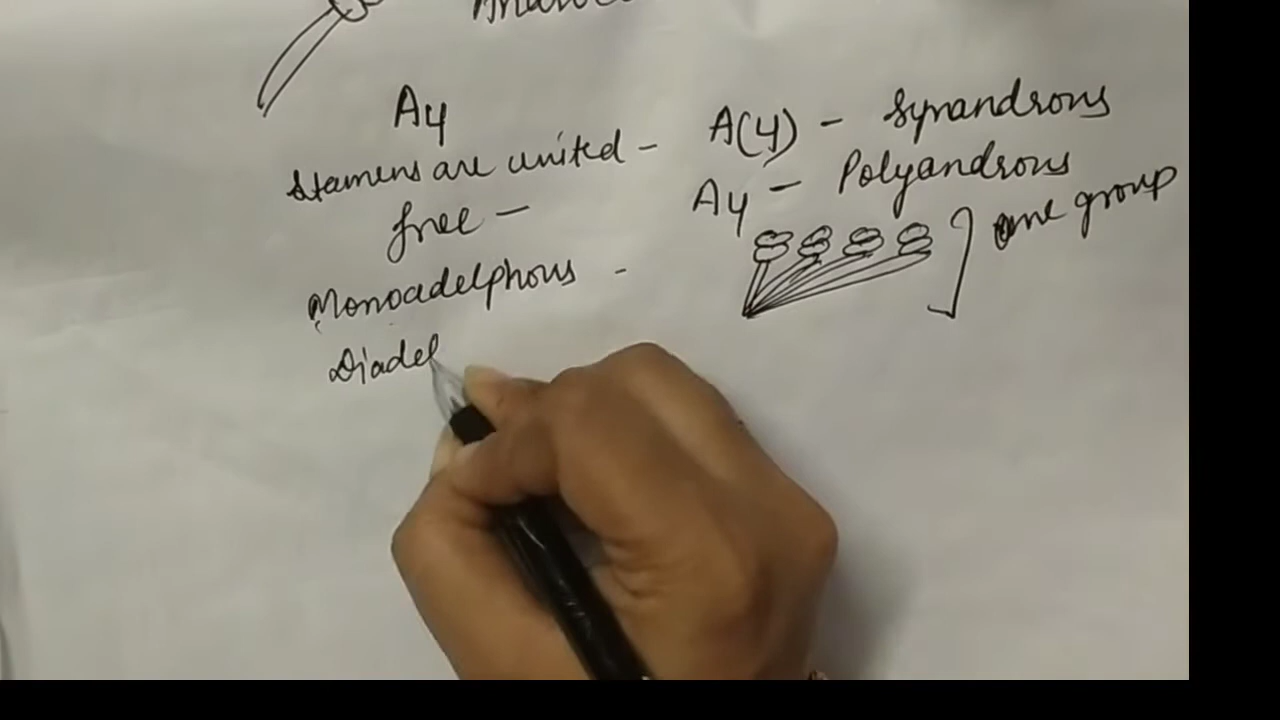 A4
Stamens are united - A(4) - Synandrous
free - A4 - Polyandrous
Monoadelphous - one group
Diadel